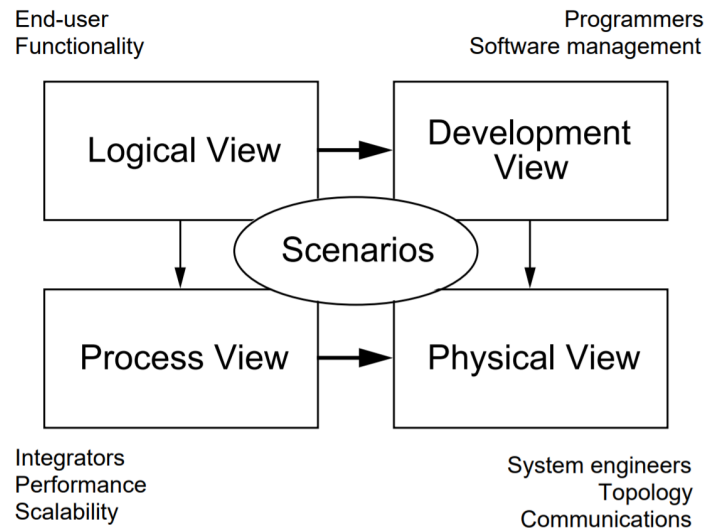 End-user
Functionality
Programmers
Software management
Logical View
Development
View
Scenarios
Process View
Physical View
Integrators
Performance
Scalability
System engineers
Topology
Communications